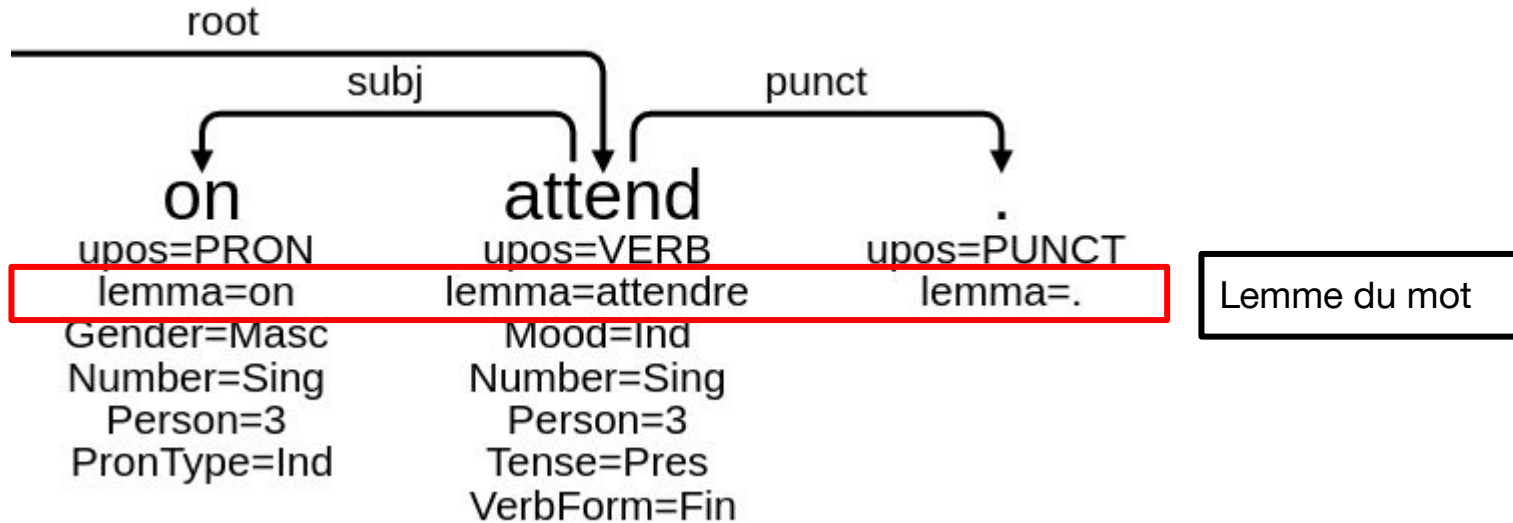 root
subj punct
on attend .
upos=PRON upos=VERB upos=PUNCT
lemma=on lemma=attendre lemma=.
Lemme du mot
Gender=Masc Mood=Ind
Number=Sing Number=Sing
Person=3 Person=3
PronType=Ind Tense=Pres
VerbForm=Fin